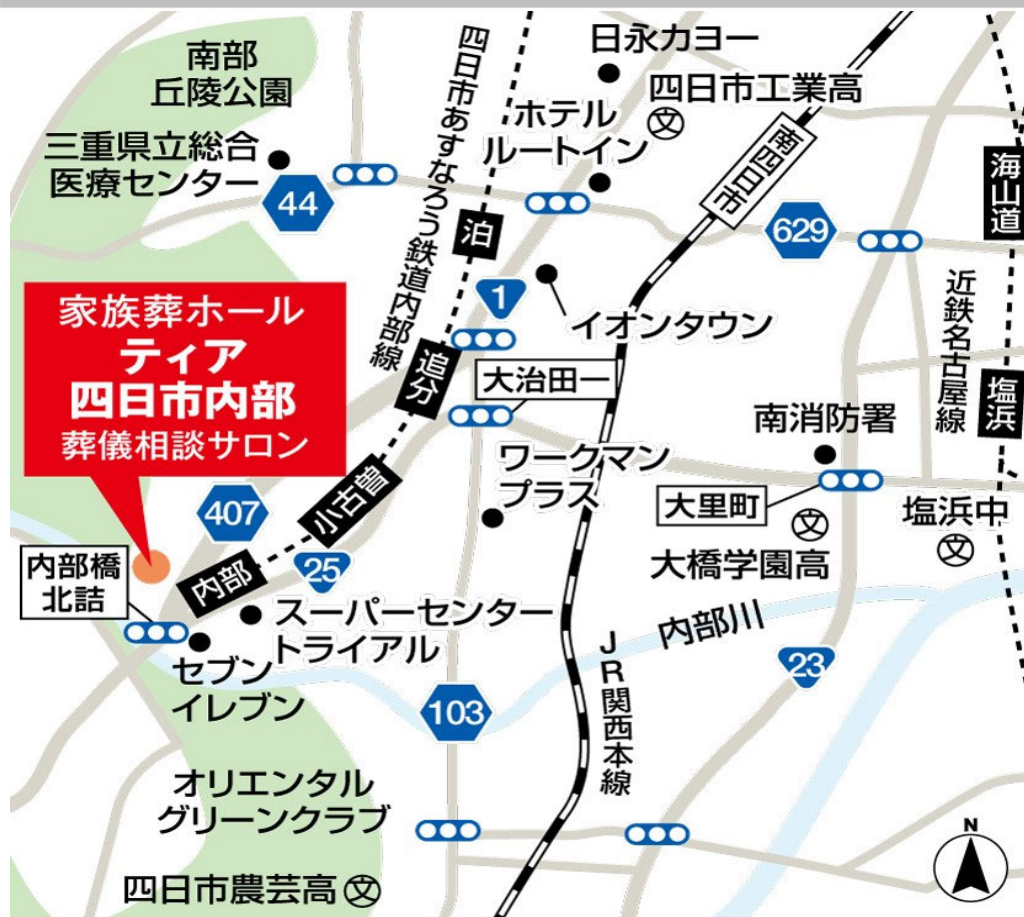 南部
丘陵公園
三重県立総合
医療センター
44
四日市あすなろう鉄道内部線
日永カヨー
四日市工業高
文
ホテル
ルートイン
南四日市
629
海山道
泊
1
イオンタウン
近鉄名古屋線
塩浜
家族葬ホール
ティア
四日市内部
葬儀相談サロン
追分
大治田一
南消防署
ワークマン
プラス
大里町
文
大橋学園高
塩浜中
文
407
小古曽
25
内部
内部橋
北詰
スーパーセンター
トライアル
セブン
イレブン
内部川
23
JR関西本線
103
オリエンタル
グリーンクラブ
四日市農芸高
文
N